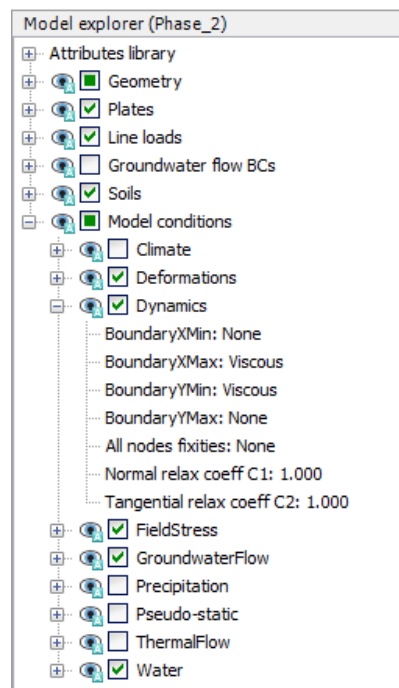 Model explorer (Phase_2)
Attributes library
Geometry
Plates
Line loads
Groundwater flow BCs
Soils
Model conditions
Climate
Deformations
Dynamics
BoundaryXMin: None
BoundaryXMax: Viscous
BoundaryYMin: Viscous
BoundaryYMax: None
All nodes fixities: None
Normal relax coeff C1: 1.000
Tangential relax coeff C2: 1.000
FieldStress
GroundwaterFlow
Precipitation
Pseudo-static
ThermalFlow
Water